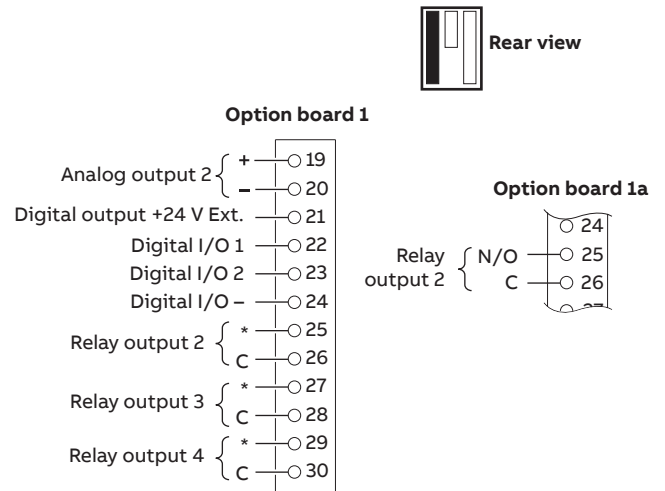 Rear view
Option board 1
Analog output 2 + 19
− 20
Digital output +24 V Ext. 21
Digital I/O 1 22
Digital I/O 2 23
Digital I/O – 24
Relay output 2 * 25
C 26
Relay output 3 * 27
C 28
Relay output 4 * 29
C 30
Option board 1a
24
Relay output 2 N/O 25
C 26